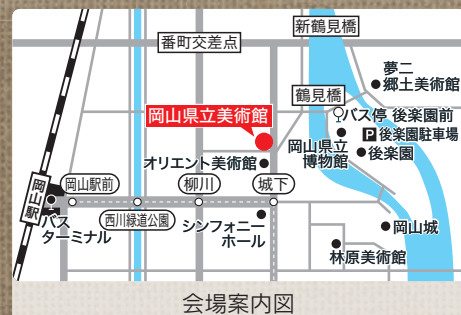 新鶴見橋
番町交差点
夢二
郷土美術館
鶴見橋
バス停 後楽園前
岡山県立美術館
P 後楽園駐車場
岡山県立
博物館
後楽園
オリエント美術館
岡山駅
岡山駅前
柳川
城下
バス
ターミナル
西川緑道公園
シンフォニー
ホール
岡山城
林原美術館
会場案内図